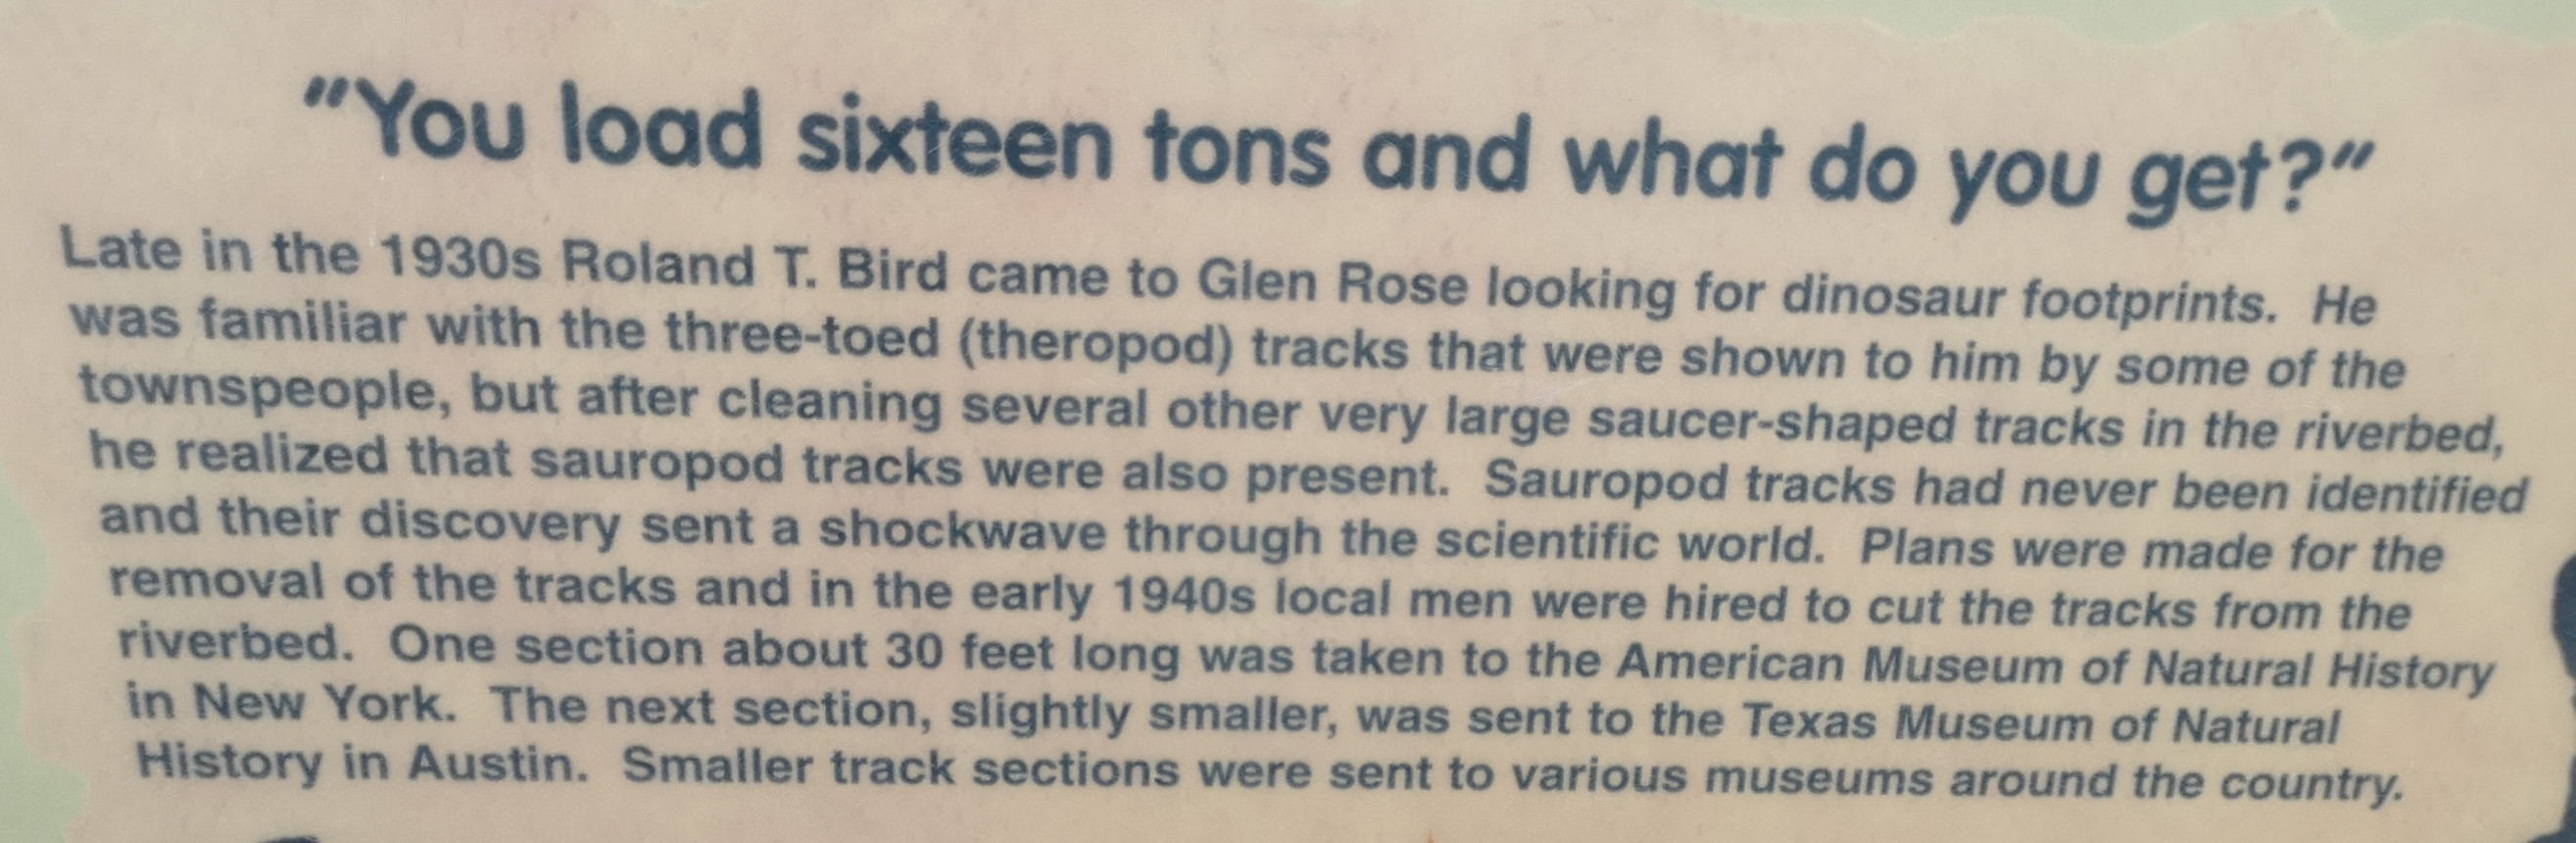 "You load sixteen tons and what do you get?"
Late in the 1930s Roland T. Bird came to Glen Rose looking for dinosaur footprints.  He
was familiar with the three-toed (theropod) tracks that were shown to him by some of the
townspeople, but after cleaning several other very large saucer-shaped tracks in the riverbed,
he realized that sauropod tracks were also present.  Sauropod tracks had never been identified
and their discovery sent a shockwave through the scientific world.  Plans were made for the
removal of the tracks and in the early 1940s local men were hired to cut the tracks from the
riverbed.  One section about 30 feet long was taken to the American Museum of Natural History
in New York.  The next section, slightly smaller, was sent to the Texas Museum of Natural
History in Austin.  Smaller track sections were sent to various museums around the country.